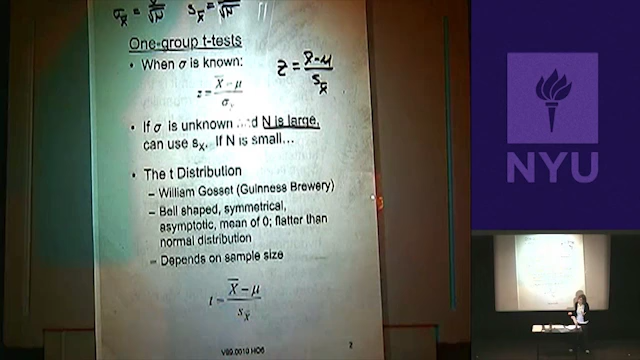 σx̄ = σ/√N   sx̄ = /√N
One-group t-tests
• When σ is known:
z = X̄ - μ / σx̄
z = X̄-μ / sx̄
• If σ is unknown and N is large,
can use sx̄. If N is small...
• The t Distribution
– William Gosset (Guinness Brewery)
– Bell shaped, symmetrical,
asymptotic, mean of 0; flatter than
normal distribution
– Depends on sample size
t = X̄ - μ / sx̄
V89.0010 HO6
2
NYU